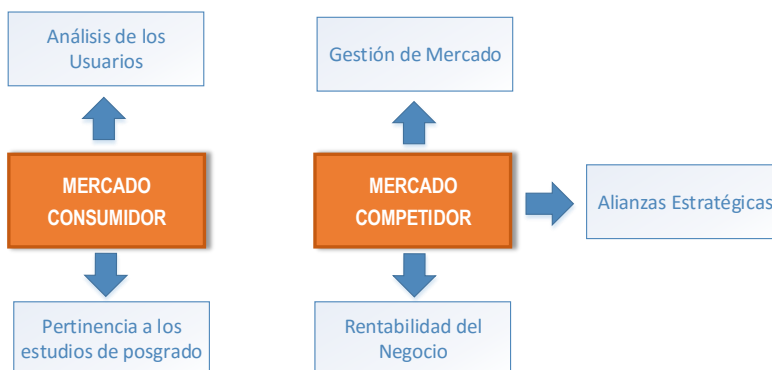 Análisis de los
Usuarios
Gestión de Mercado
MERCADO
CONSUMIDOR
MERCADO
COMPETIDOR
Alianzas Estratégicas
Pertinencia a los
estudios de posgrado
Rentabilidad del
Negocio